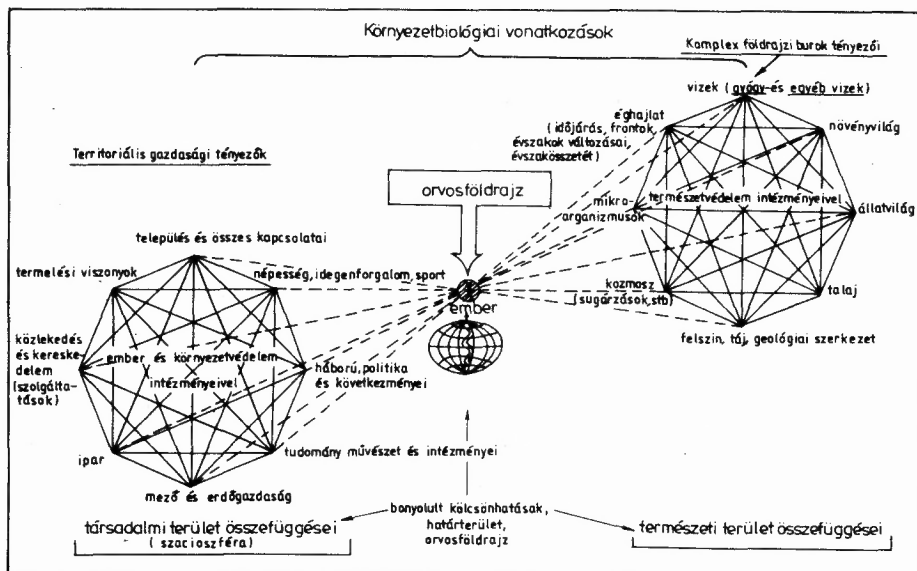 Környezetbiológiai vonatkozások
Komplex földrajzi burok tényezői
vizek (gyógy-és egyéb vizek)
éghajlat
(időjárás, frontok,
évszakok változásai,
évszakösszetét)
növényvilág
Territoriális gazdasági tényezők
orvosföldrajz
mikro-
organizmusok
természetvédelem intézményeivel
állatvilág
település és összes kapcsolatai
termelési viszonyok
népesség, idegenforgalom, sport
ember
kozmosz
(sugárzások, stb)
talaj
felszín, táj, geológiai szerkezet
közlekedés
és kereske-
delem
(szolgálta-
tások)
ember és környezetvédelem
intézményeivel
háború, politika
és következményei
ipar
tudomány művészet és intézményei
mező és erdőgazdaság
társadalmi terület összefüggései
(szocioszféra)
bonyolult kölcsönhatások,
határterület,
orvosföldrajz
természeti terület összefüggései